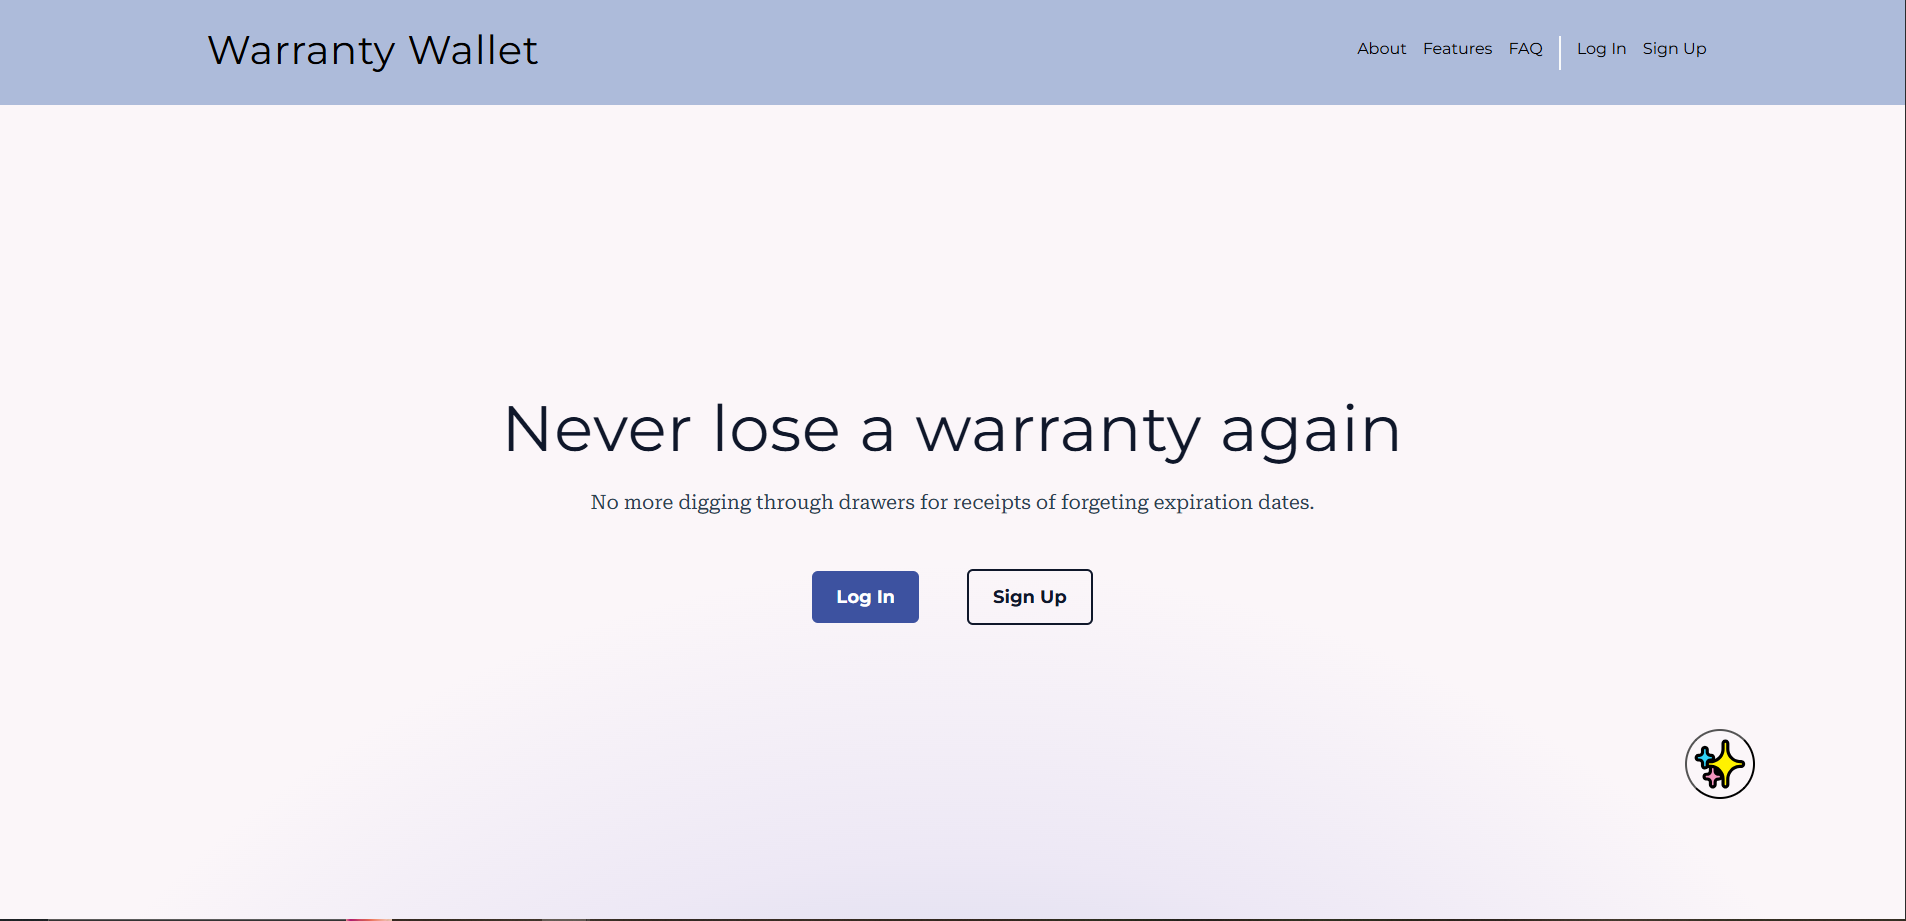 Warranty Wallet
About Features FAQ Log In Sign Up
Never lose a warranty again
No more digging through drawers for receipts of forgeting expiration dates.
Log In Sign Up